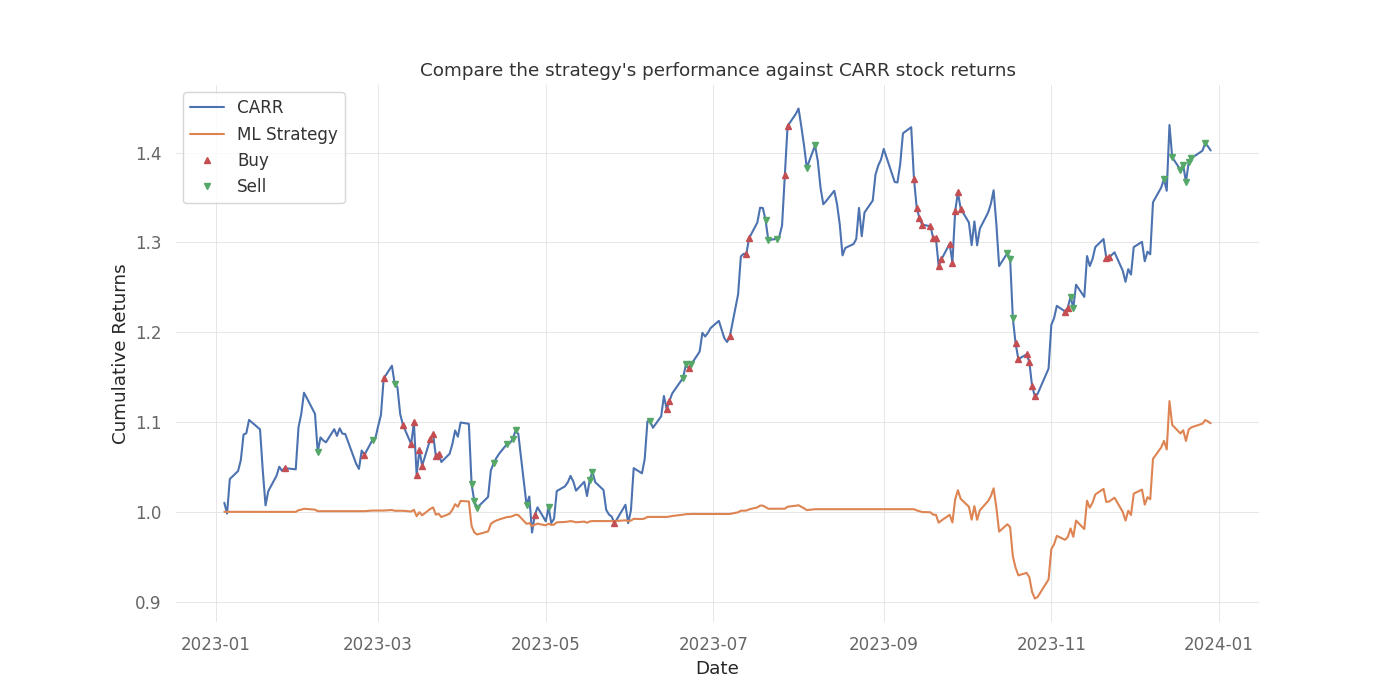 Compare the strategy's performance against CARR stock returns
CARR
ML Strategy
Buy
Sell
Cumulative Returns
1.4
1.3
1.2
1.1
1.0
0.9
2023-01
2023-03
2023-05
2023-07
2023-09
2023-11
2024-01
Date